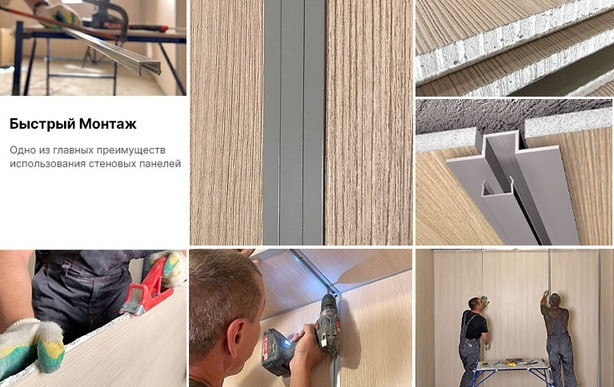 Быстрый Монтаж
Одно из главных преимуществ
использования стеновых панелей